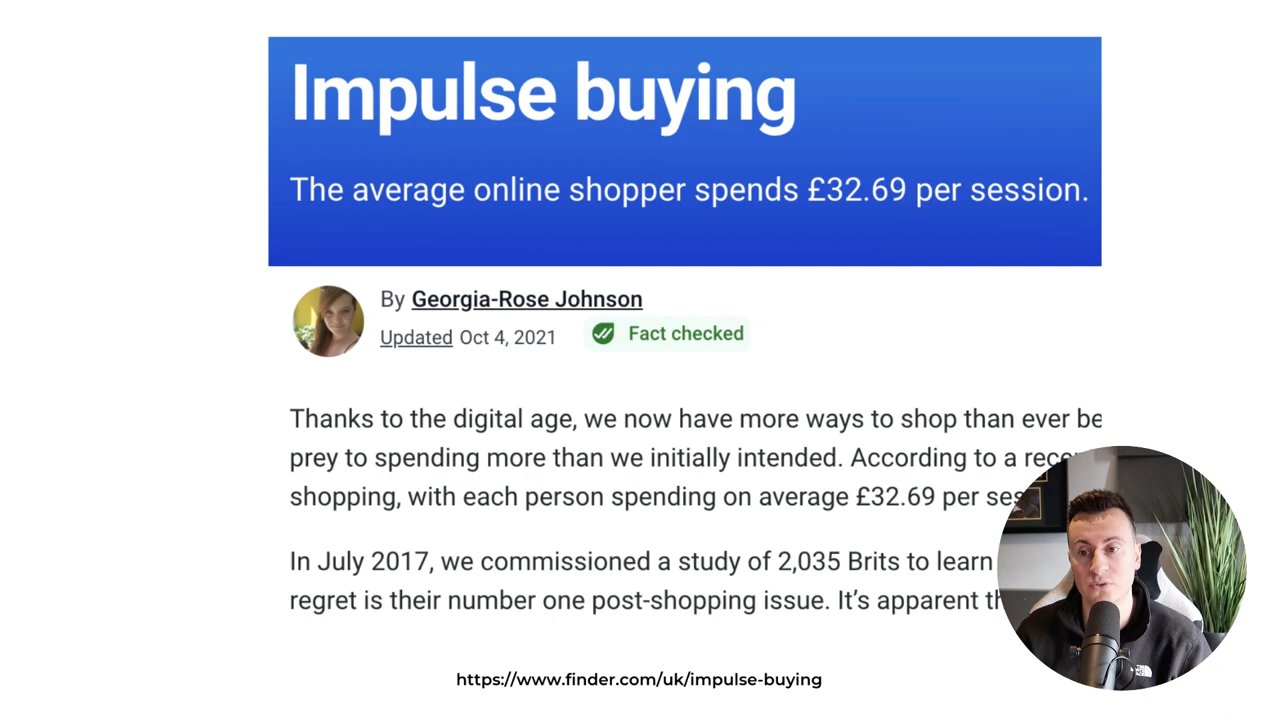 Impulse buying
The average online shopper spends £32.69 per session.
By Georgia-Rose Johnson
Updated Oct 4, 2021 Fact checked
Thanks to the digital age, we now have more ways to shop than ever be
prey to spending more than we initially intended. According to a rece
shopping, with each person spending on average £32.69 per ses
In July 2017, we commissioned a study of 2,035 Brits to learn
regret is their number one post-shopping issue. It’s apparent th
https://www.finder.com/uk/impulse-buying